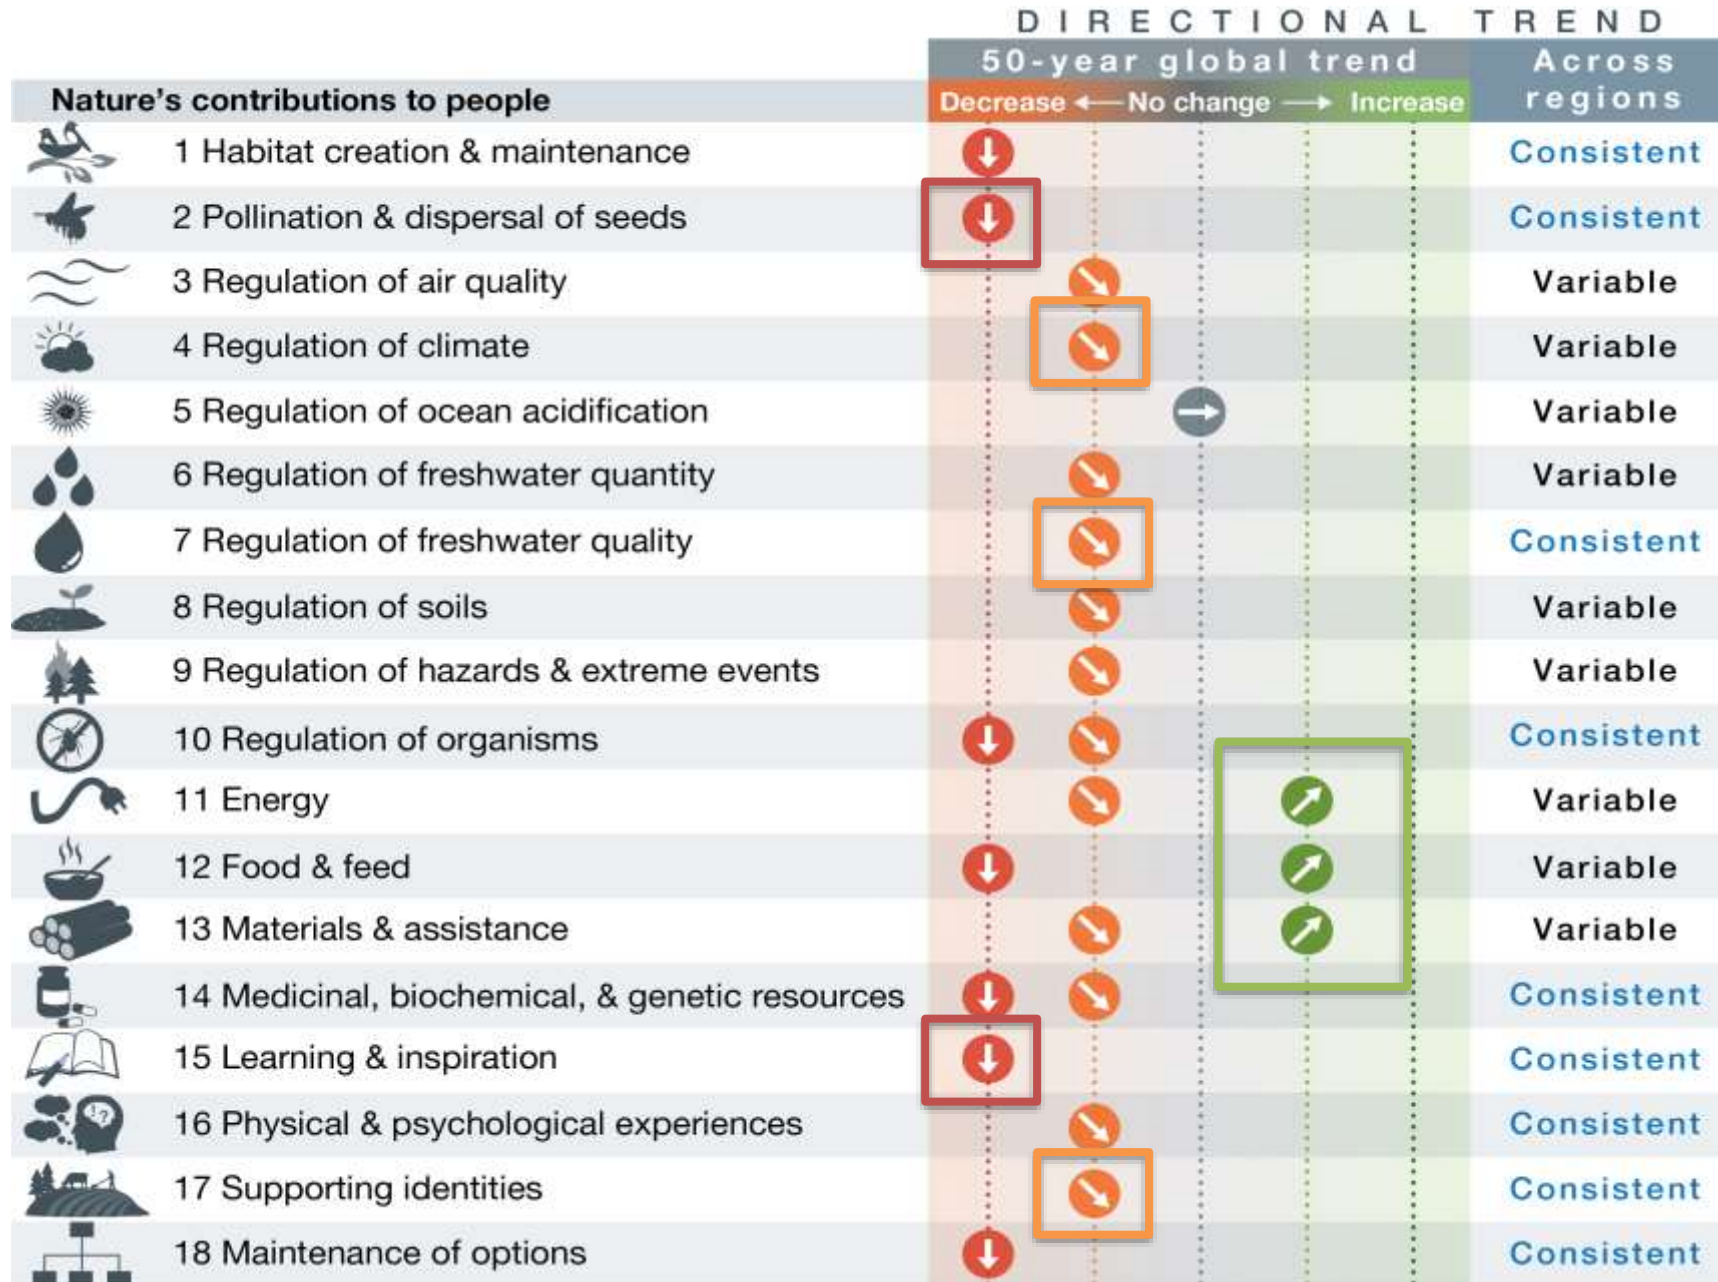 DIRECTIONAL TREND
50-year global trend
Across regions
Nature's contributions to people
Decrease ← No change → Increase
1 Habitat creation & maintenance Consistent
2 Pollination & dispersal of seeds Consistent
3 Regulation of air quality Variable
4 Regulation of climate Variable
5 Regulation of ocean acidification Variable
6 Regulation of freshwater quantity Variable
7 Regulation of freshwater quality Consistent
8 Regulation of soils Variable
9 Regulation of hazards & extreme events Variable
10 Regulation of organisms Consistent
11 Energy Variable
12 Food & feed Variable
13 Materials & assistance Variable
14 Medicinal, biochemical, & genetic resources Consistent
15 Learning & inspiration Consistent
16 Physical & psychological experiences Consistent
17 Supporting identities Consistent
18 Maintenance of options Consistent